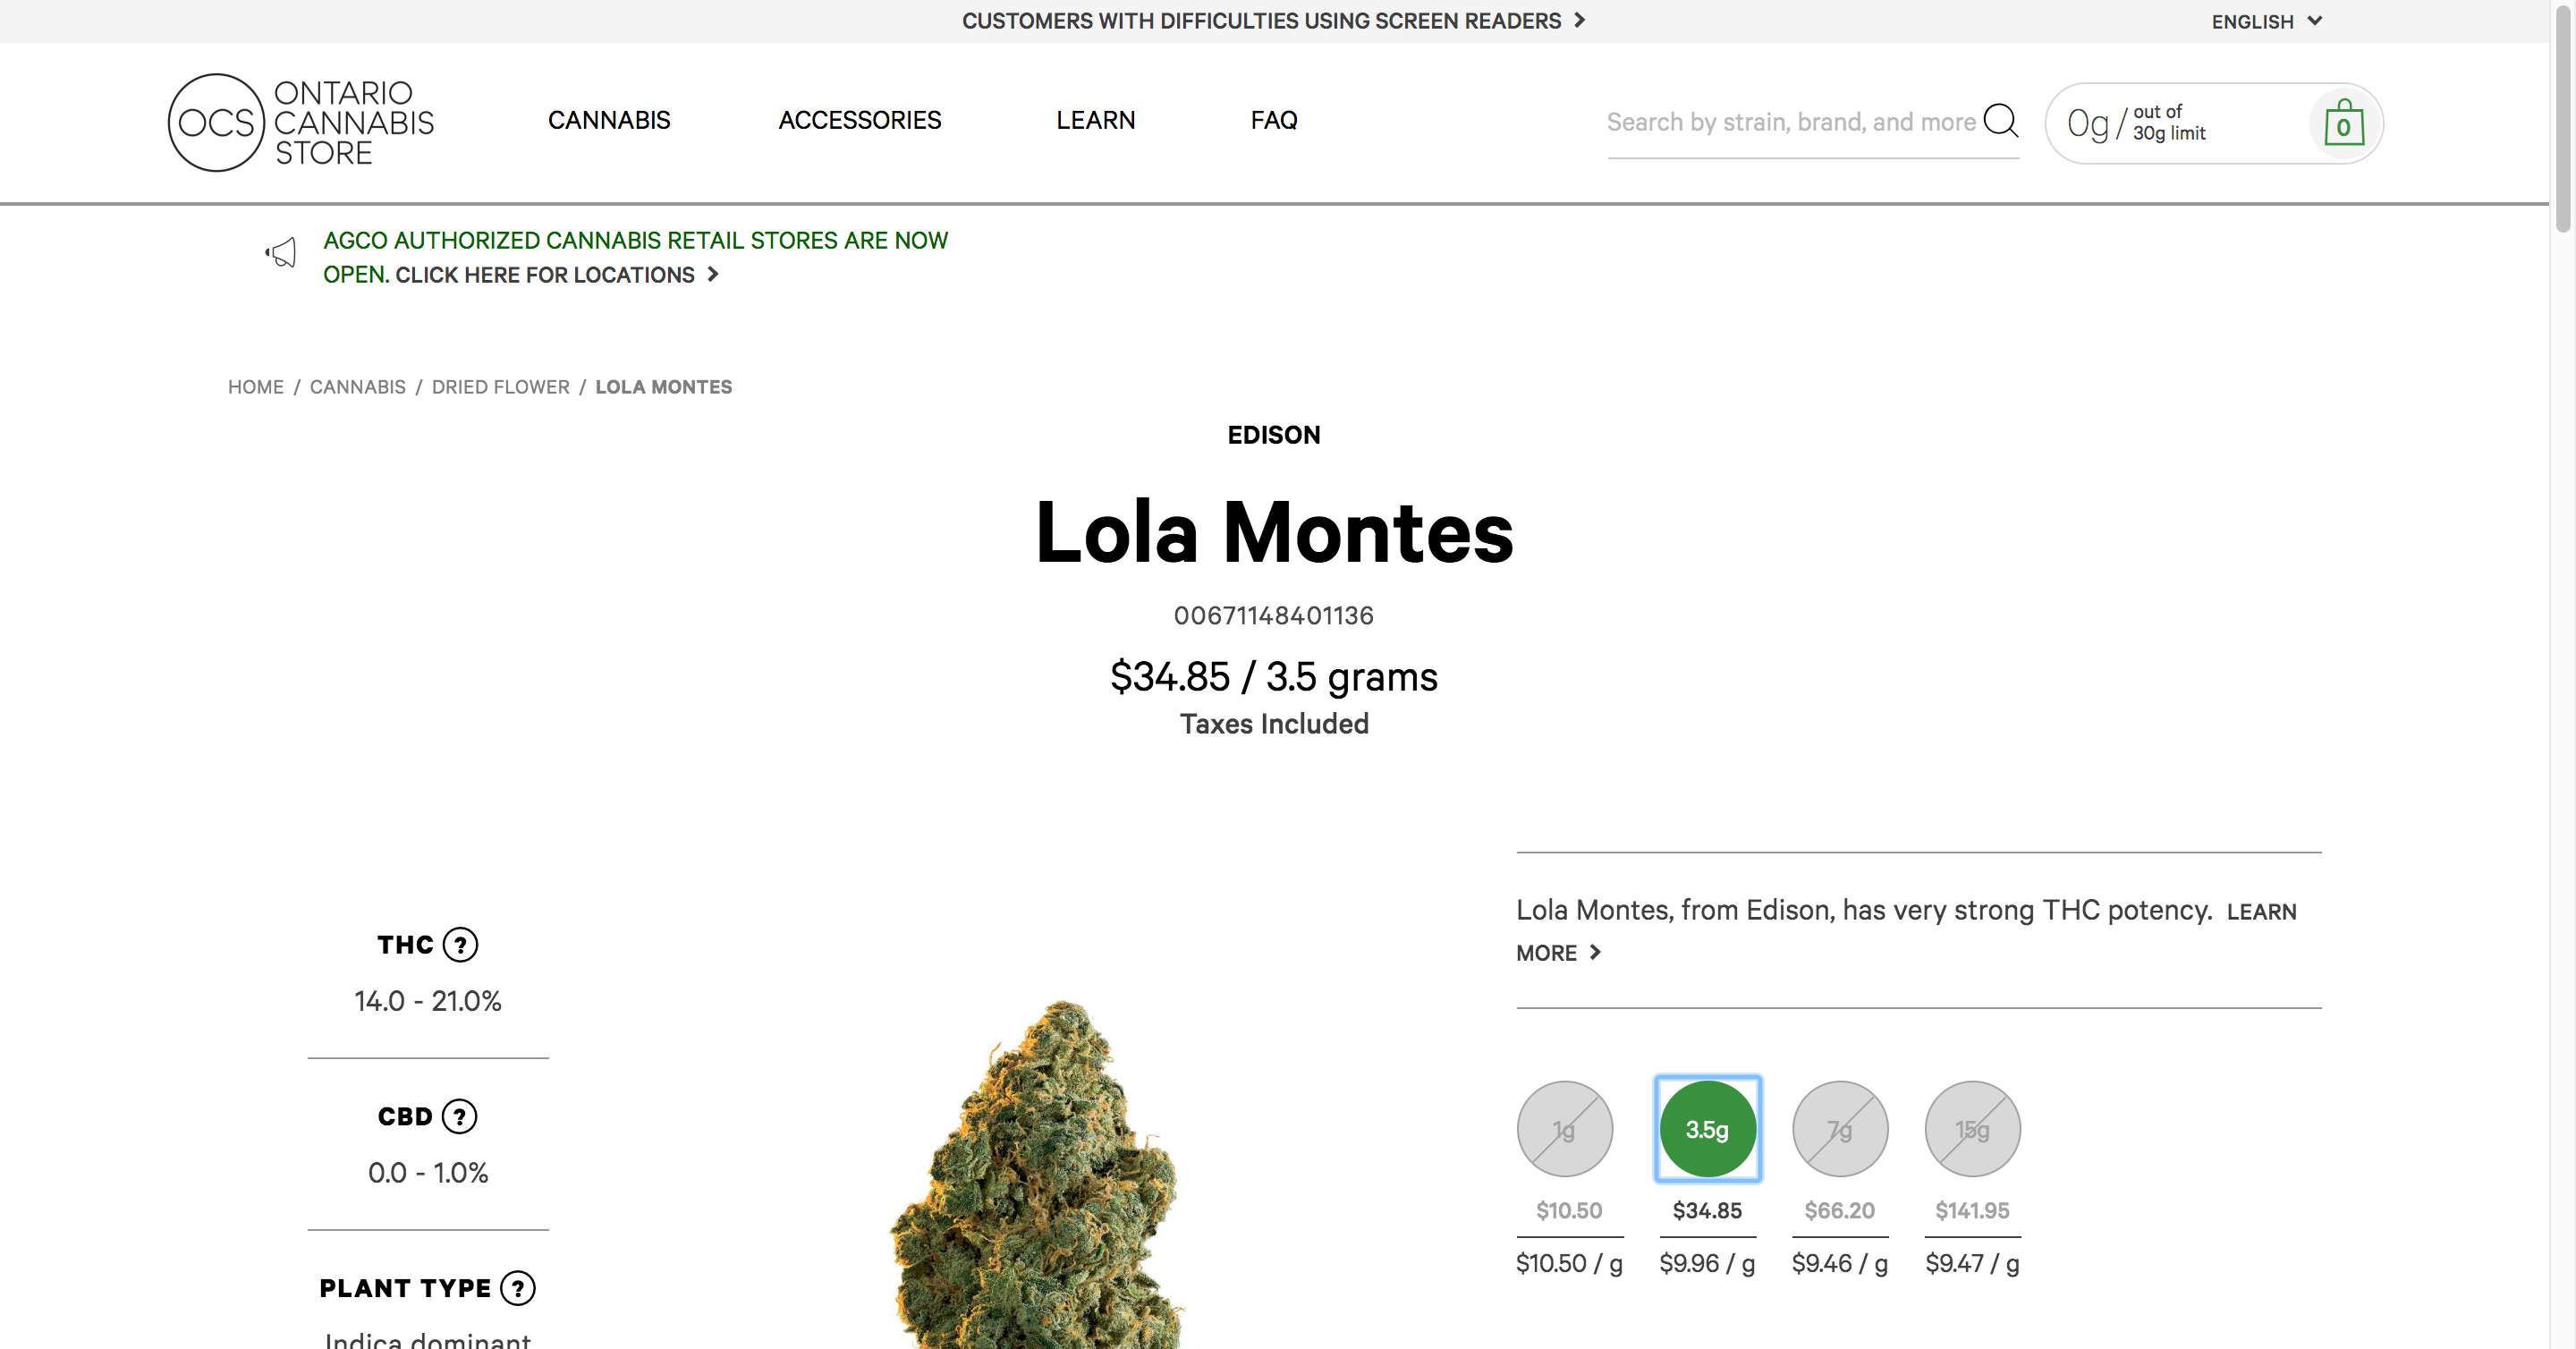 CUSTOMERS WITH DIFFICULTIES USING SCREEN READERS
ENGLISH
OCS
ONTARIO
CANNABIS
STORE
CANNABIS
ACCESSORIES
LEARN
FAQ
Search by strain, brand, and more
0g / out of
30g limit
0
AGCO AUTHORIZED CANNABIS RETAIL STORES ARE NOW
OPEN. CLICK HERE FOR LOCATIONS
HOME / CANNABIS / DRIED FLOWER / LOLA MONTES
EDISON
Lola Montes
00671148401136
$34.85 / 3.5 grams
Taxes Included
THC ?
14.0 - 21.0%
CBD ?
0.0 - 1.0%
PLANT TYPE ?
Indica dominant
Lola Montes, from Edison, has very strong THC potency. LEARN
MORE
1g 3.5g 7g 15g
$10.50 $34.85 $66.20 $141.95
$10.50 / g $9.96 / g $9.46 / g $9.47 / g